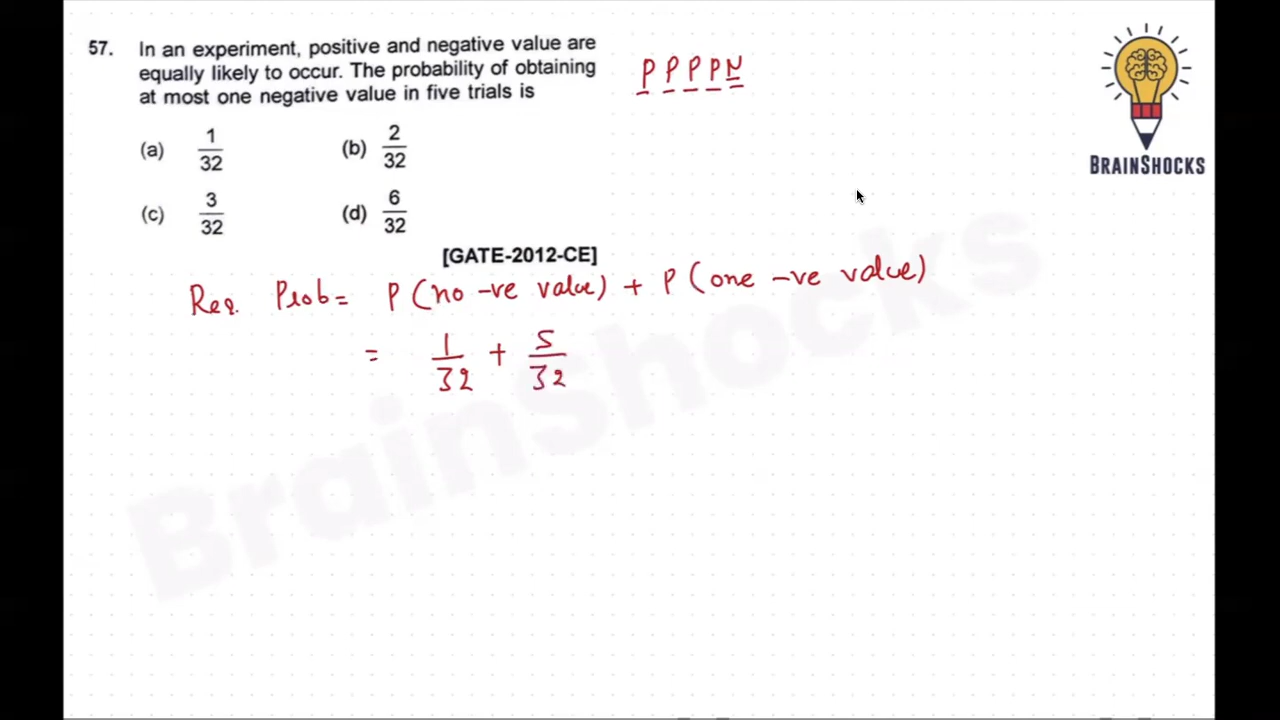 57. In an experiment, positive and negative value are
equally likely to occur. The probability of obtaining
at most one negative value in five trials is
(a) 1/32 (b) 2/32
(c) 3/32 (d) 6/32
[GATE-2012-CE]
P P P P N
BRAINSHOCKS
Req. Prob = P (no -ve value) + P (one -ve value)
= 1/32 + 5/32
BrainShocks